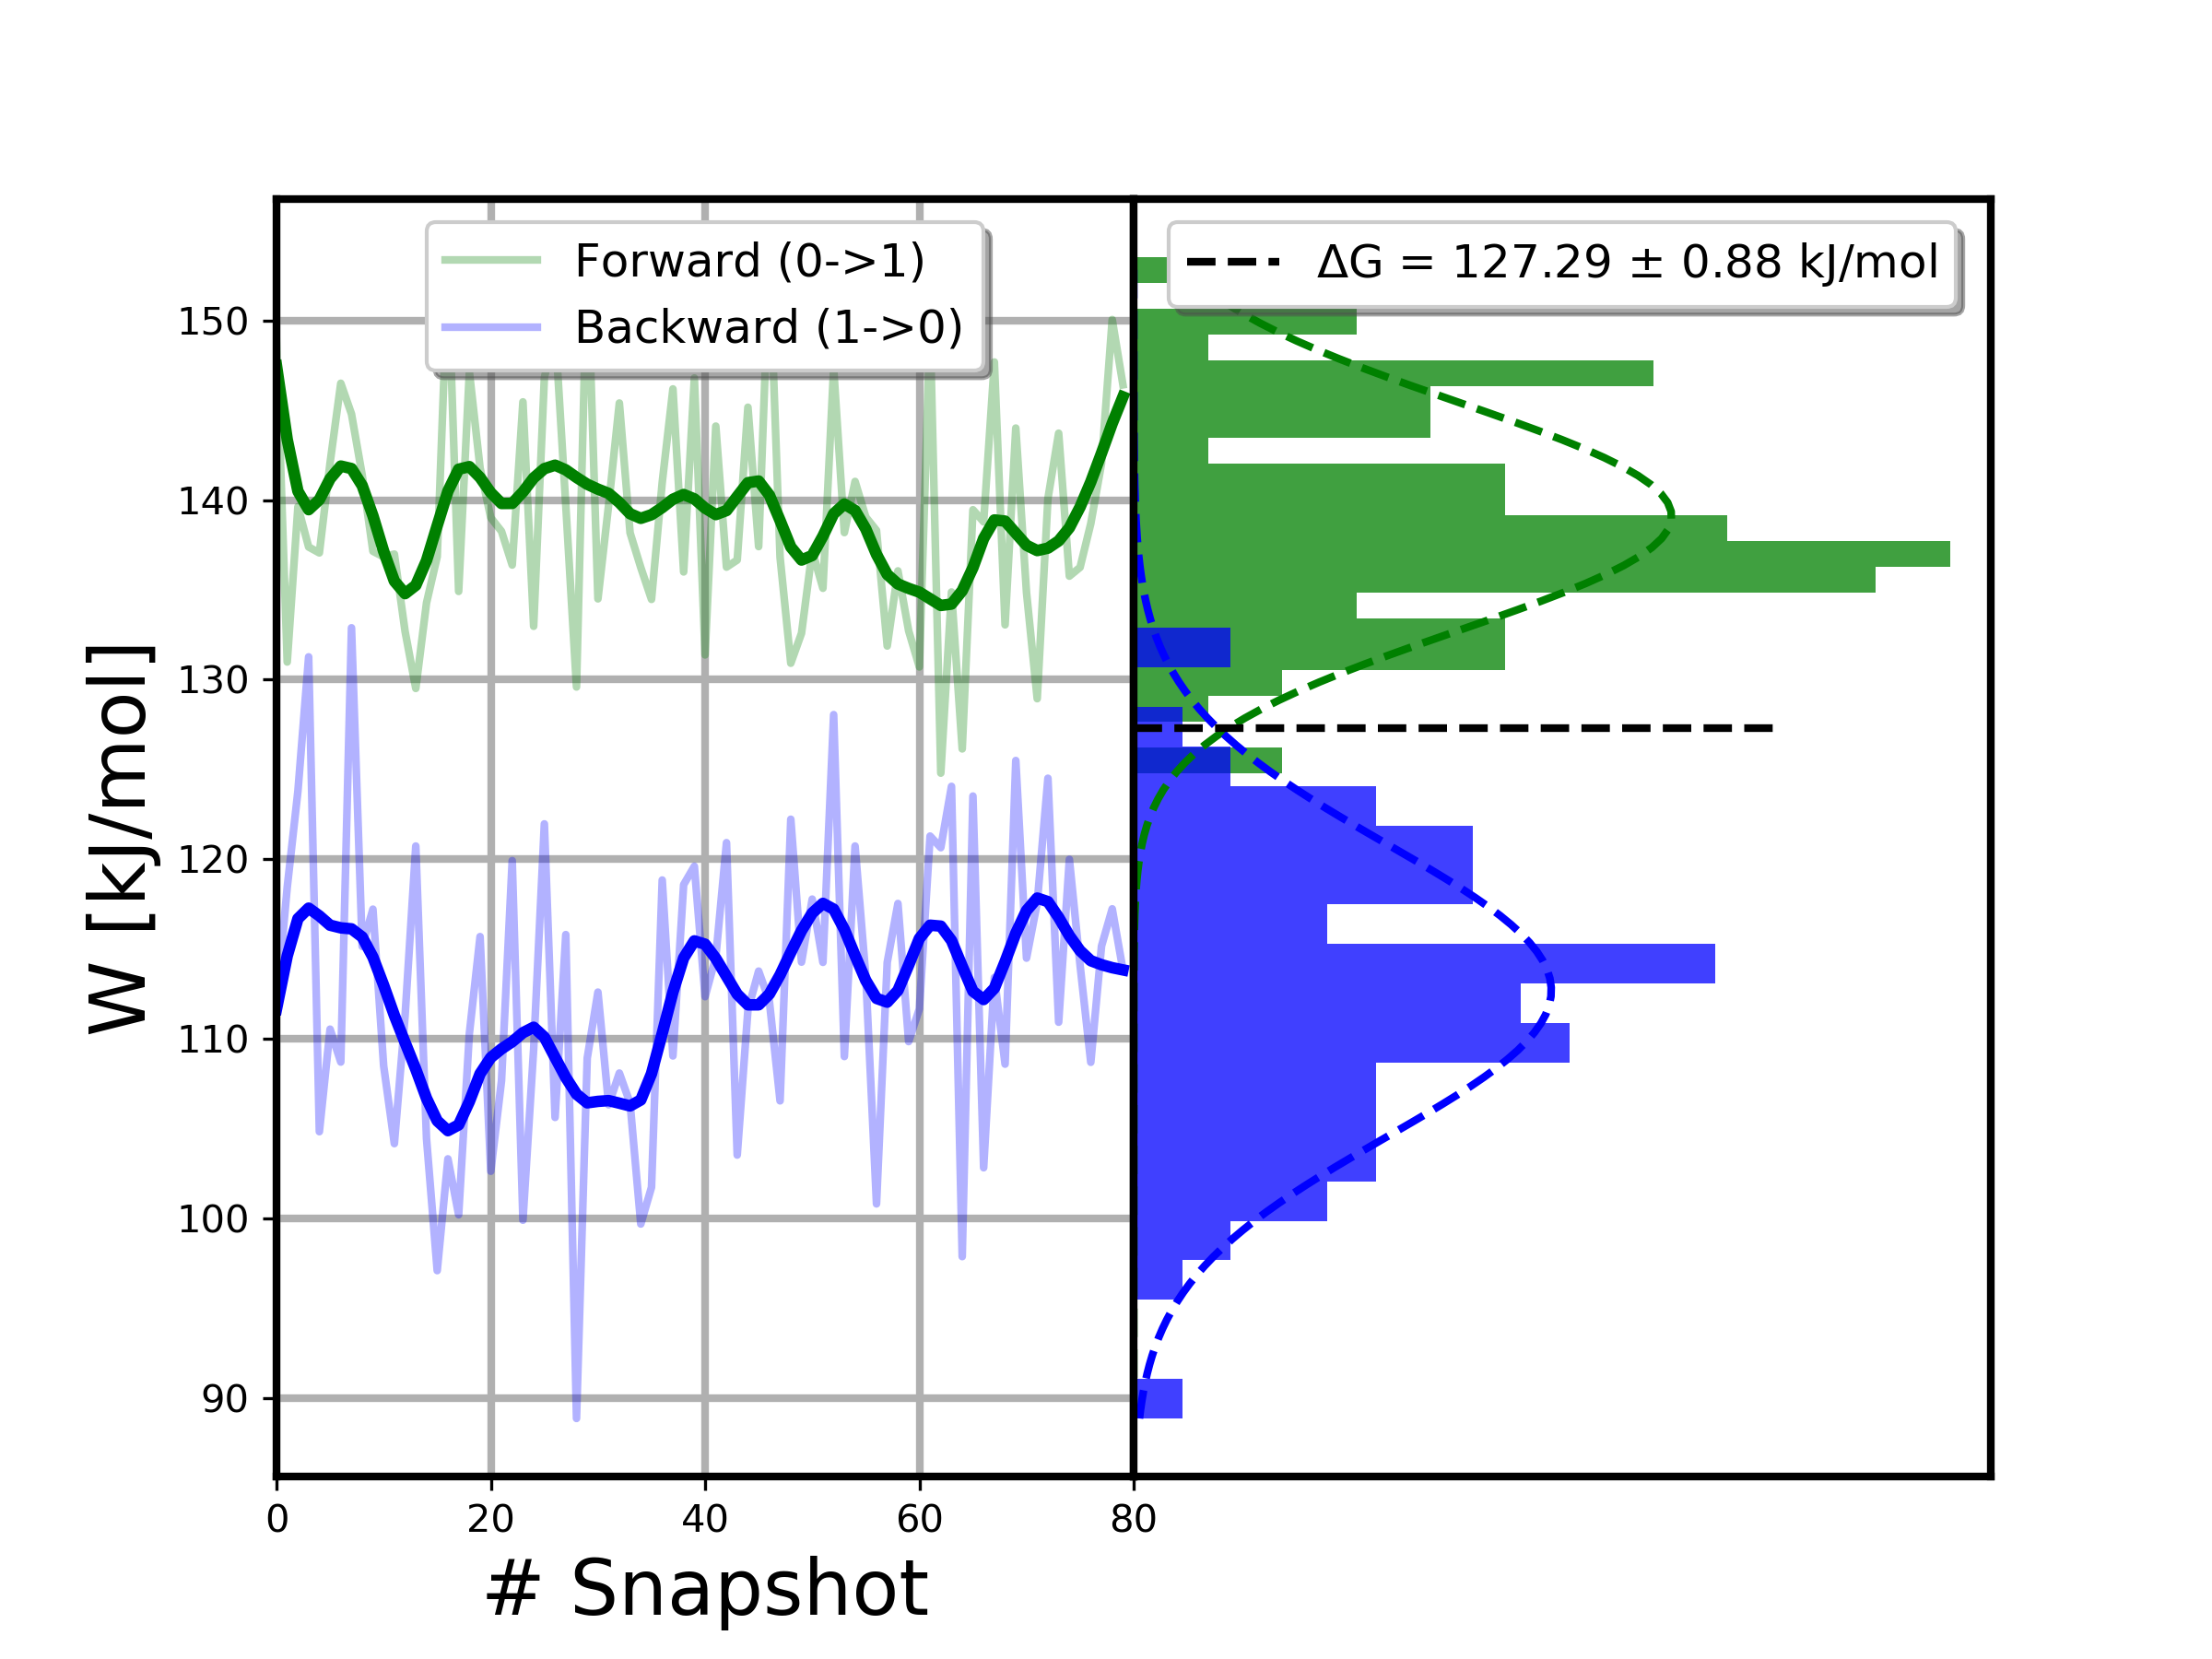 Forward (0->1)
Backward (1->0)
ΔG = 127.29 ± 0.88 kJ/mol
W [kJ/mol]
150
140
130
120
110
100
90
0 20 40 60 80
# Snapshot